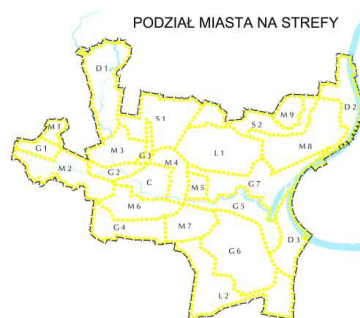 PODZIAŁ MIASTA NA STREFY
D 1
M 1
G 1
M 2
M 3
G 2
G 3
S 1
M 4
C
M 5
L 1
S 2
M 9
D 2
M 8
G 7
G 5
M 6
G 4
M 7
G 6
D 3
L 2